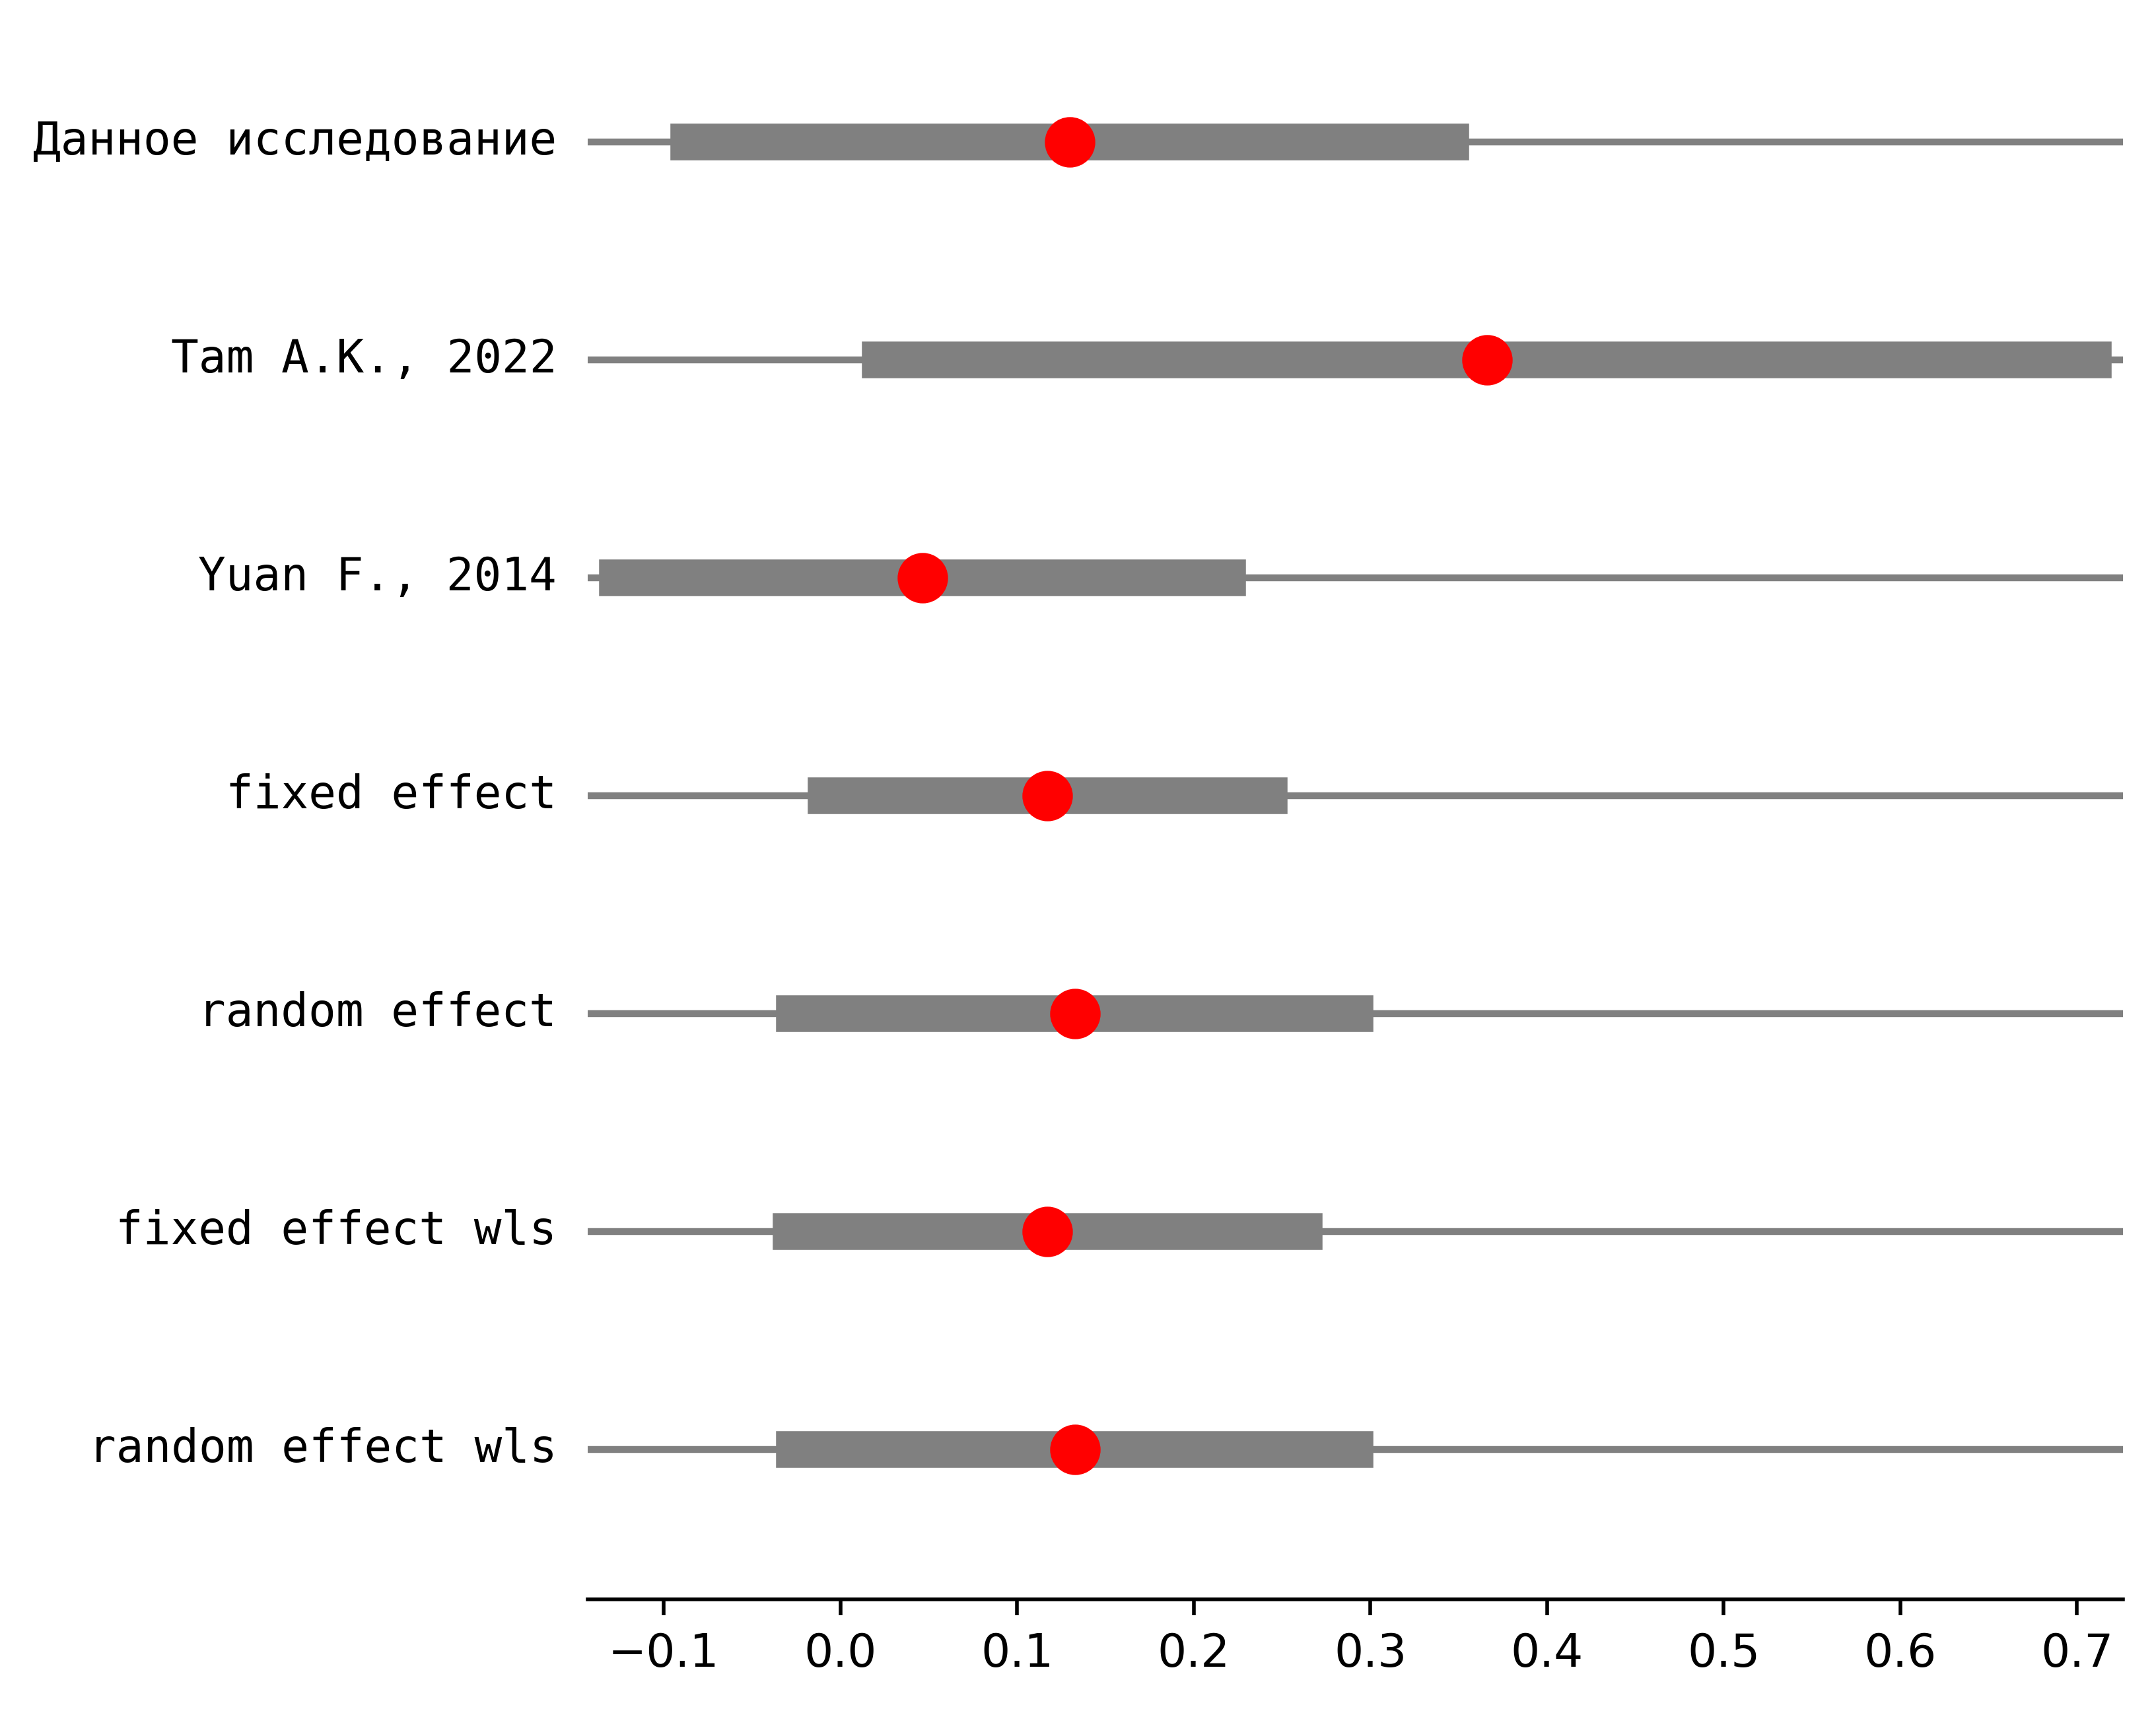 Данное исследование
Tam A.K., 2022
Yuan F., 2014
fixed effect
random effect
fixed effect wls
random effect wls
−0.1 0.0 0.1 0.2 0.3 0.4 0.5 0.6 0.7